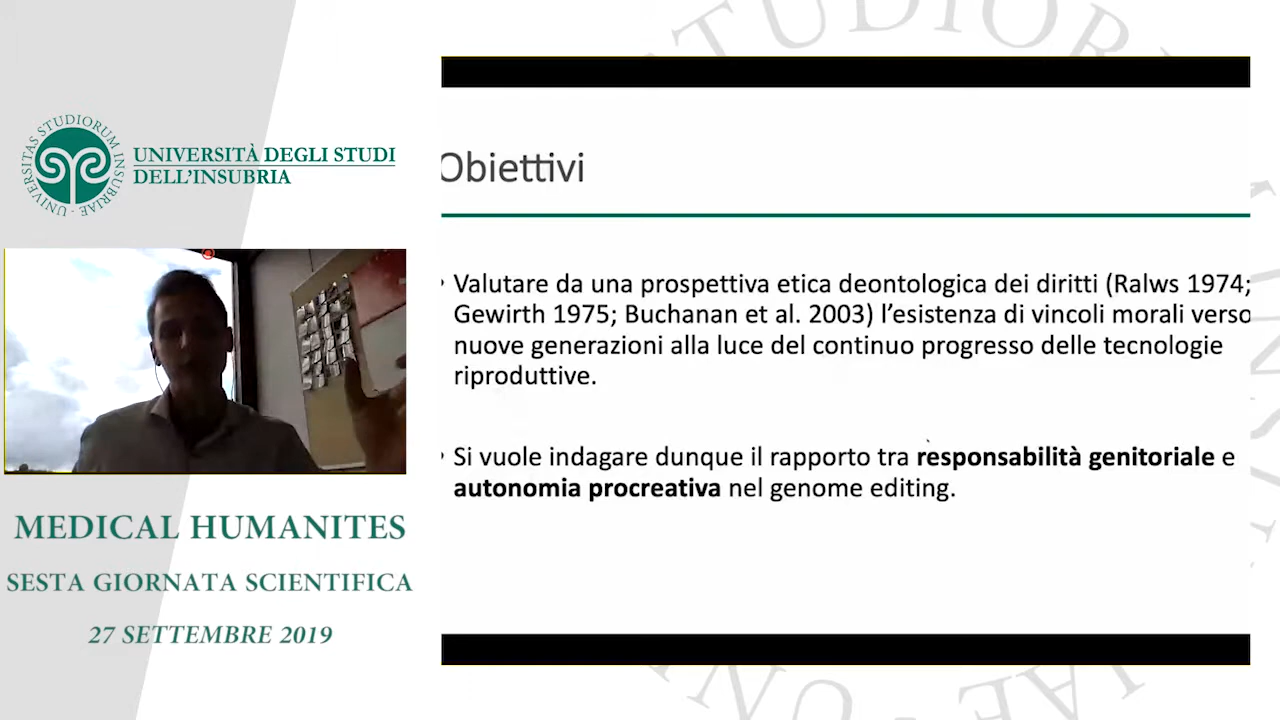 UNIVERSITAS STUDIORUM INSUBRIAE
UNIVERSITÀ DEGLI STUDI
DELL'INSUBRIA
MEDICAL HUMANITES
SESTA GIORNATA SCIENTIFICA
27 SETTEMBRE 2019
Obiettivi
Valutare da una prospettiva etica deontologica dei diritti (Ralws 1974;
Gewirth 1975; Buchanan et al. 2003) l’esistenza di vincoli morali verso
nuove generazioni alla luce del continuo progresso delle tecnologie
riproduttive.
Si vuole indagare dunque il rapporto tra responsabilità genitoriale e
autonomia procreativa nel genome editing.